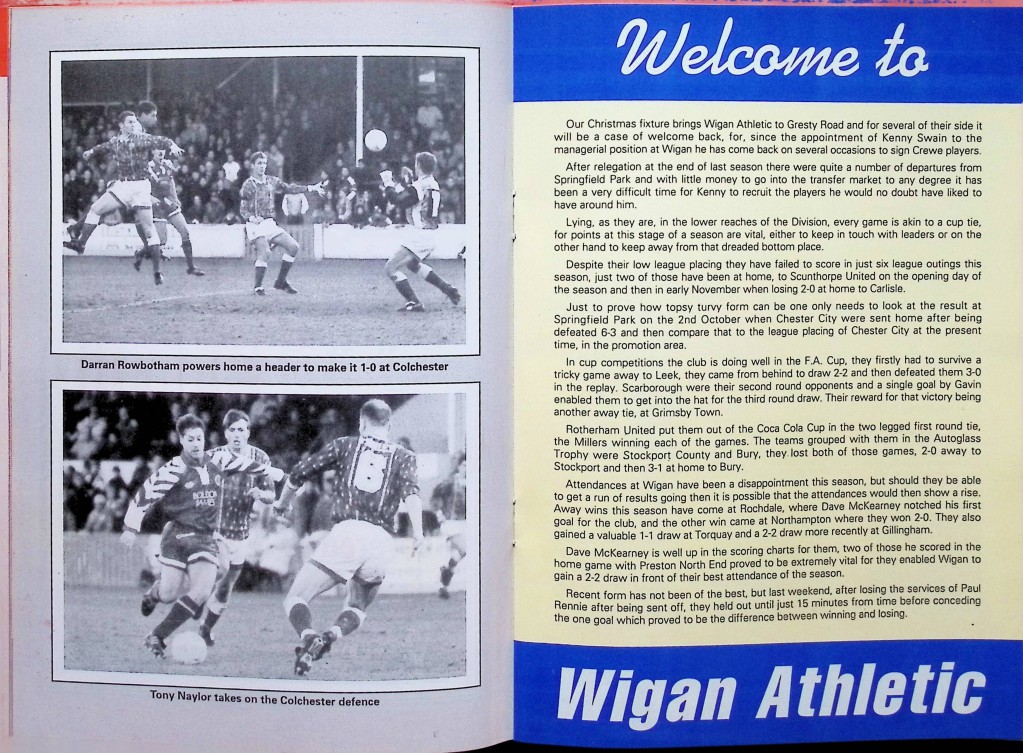 Darran Rowbotham powers home a header to make it 1-0 at Colchester
8
Tony Naylor takes on the Colchester defence
Welcome to
Our Christmas fixture brings Wigan Athletic to Gresty Road and for several of their side it
will be a case of welcome back, for, since the appointment of Kenny Swain to the
managerial position at Wigan he has come back on several occasions to sign Crewe players.
After relegation at the end of last season there were quite a number of departures from
Springfield Park and with little money to go into the transfer market to any degree it has
been a very difficult time for Kenny to recruit the players he would no doubt have liked to
have around him.
Lying, as they are, in the lower reaches of the Division, every game is akin to a cup tie,
for points at this stage of a season are vital, either to keep in touch with leaders or on the
other hand to keep away from that dreaded bottom place.
Despite their low league placing they have failed to score in just six league outings this
season, just two of those have been at home, to Scunthorpe United on the opening day of
the season and then in early November when losing 2-0 at home to Carlisle.
Just to prove how topsy turvy form can be one only needs to look at the result at
Springfield Park on the 2nd October when Chester City were sent home after being
defeated 6-3 and then compare that to the league placing of Chester City at the present
time, in the promotion area.
In cup competitions the club is doing well in the F.A. Cup, they firstly had to survive a
tricky game away to Leek, they came from behind to draw 2-2 and then defeated them 3-0
in the replay. Scarborough were their second round opponents and a single goal by Gavin
enabled them to get into the hat for the third round draw. Their reward for that victory being
another away tie, at Grimsby Town.
Rotherham United put them out of the Coca Cola Cup in the two legged first round tie,
the Millers winning each of the games. The teams grouped with them in the Autoglass
Trophy were Stockport County and Bury, they lost both of those games, 2-0 away to
Stockport and then 3-1 at home to Bury.
Attendances at Wigan have been a disappointment this season, but should they be able
to get a run of results going then it is possible that the attendances would then show a rise.
Away wins this season have come at Rochdale, where Dave McKearney notched his first
goal for the club, and the other win came at Northampton where they won 2-0. They also
gained a valuable 1-1 draw at Torquay and a 2-2 draw more recently at Gillingham.
Dave McKearney is well up in the scoring charts for them, two of those he scored in the
home game with Preston North End proved to be extremely vital for they enabled Wigan to
gain a 2-2 draw in front of their best attendance of the season.
Recent form has not been of the best, but last weekend, after losing the services of Paul
Rennie after being sent off, they held out until just 15 minutes from time before conceding
the one goal which proved to be the difference between winning and losing.
Wigan Athletic